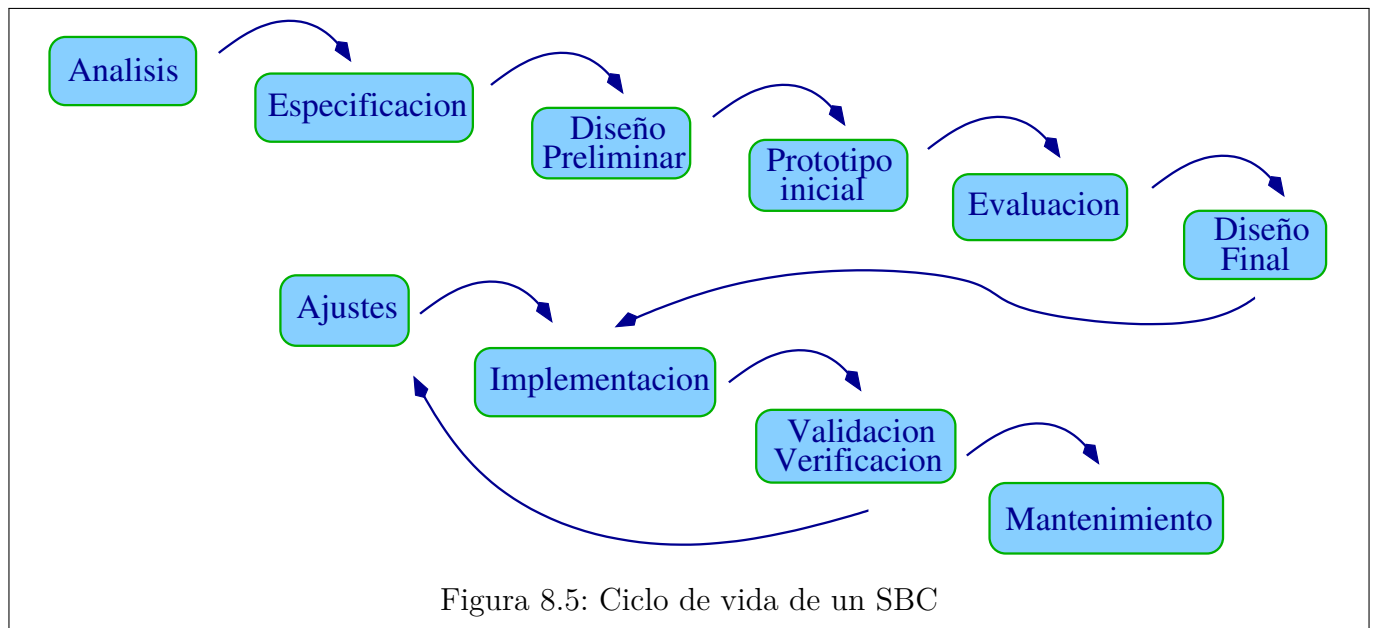 Analisis
Especificacion
Diseño
Preliminar
Prototipo
inicial
Evaluacion
Diseño
Final
Ajustes
Implementacion
Validacion
Verificacion
Mantenimiento
Figura 8.5: Ciclo de vida de un SBC